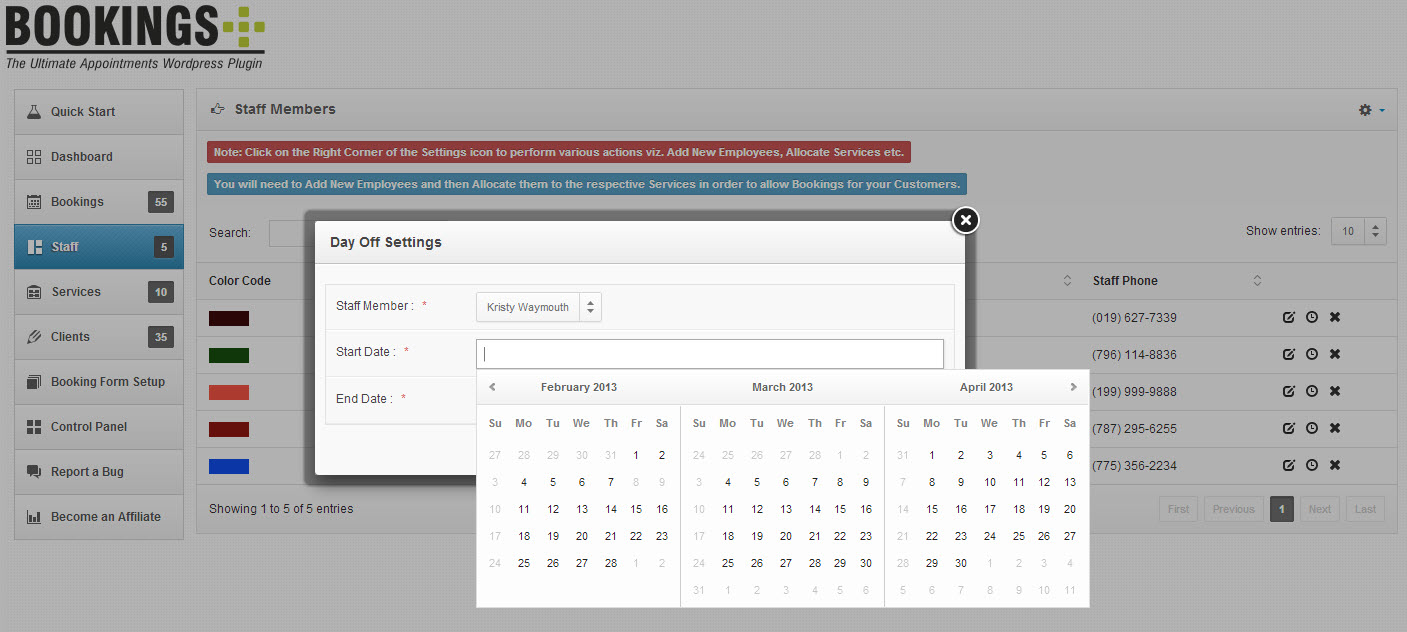 BOOKINGS
The Ultimate Appointments Wordpress Plugin
Quick Start
Dashboard
Bookings 55
Staff 5
Services 10
Clients 35
Booking Form Setup
Control Panel
Report a Bug
Become an Affiliate
Staff Members
Note: Click on the Right Corner of the Settings icon to perform various actions viz. Add New Employees, Allocate Services etc.
You will need to Add New Employees and then Allocate them to the respective Services in order to allow Bookings for your Customers.
Search:
Show entries: 10
Color Code
Staff Phone
(019) 627-7339
(796) 114-8836
(199) 999-9888
(787) 295-6255
(775) 356-2234
Showing 1 to 5 of 5 entries
First Previous 1 Next Last
Day Off Settings
Staff Member : * Kristy Waymouth
Start Date : *
End Date : *
February 2013
Su Mo Tu We Th Fr Sa
27 28 29 30 31 1 2
3 4 5 6 7 8 9
10 11 12 13 14 15 16
17 18 19 20 21 22 23
24 25 26 27 28 1 2
March 2013
Su Mo Tu We Th Fr Sa
24 25 26 27 28 1 2
3 4 5 6 7 8 9
10 11 12 13 14 15 16
17 18 19 20 21 22 23
24 25 26 27 28 29 30
31 1 2 3 4 5 6
April 2013
Su Mo Tu We Th Fr Sa
31 1 2 3 4 5 6
7 8 9 10 11 12 13
14 15 16 17 18 19 20
21 22 23 24 25 26 27
28 29 30 1 2 3 4
5 6 7 8 9 10 11